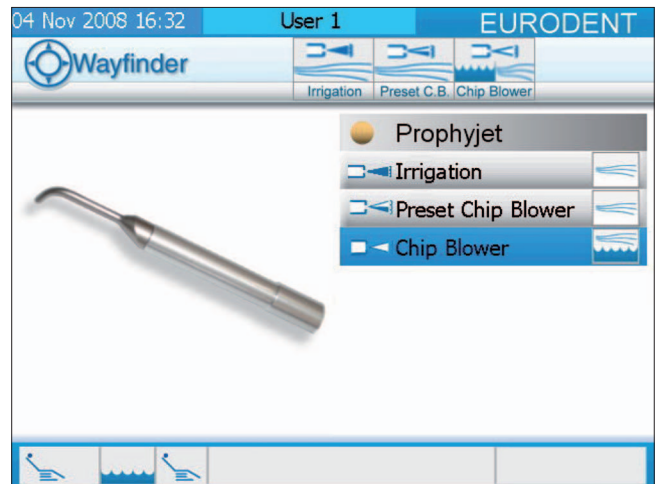 04 Nov 2008 16:32 User 1 EURODENT
Wayfinder
Irrigation Preset C.B. Chip Blower
Prophyjet
Irrigation
Preset Chip Blower
Chip Blower